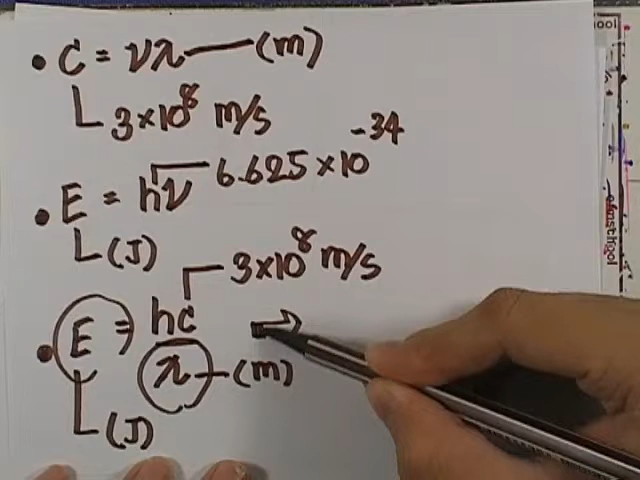 • C = νλ — (m)
3×10⁸ m/s
• E = hν 6.625×10⁻³⁴
(J)
3×10⁸ m/s
• E = hc ⇒
λ — (m)
(J)